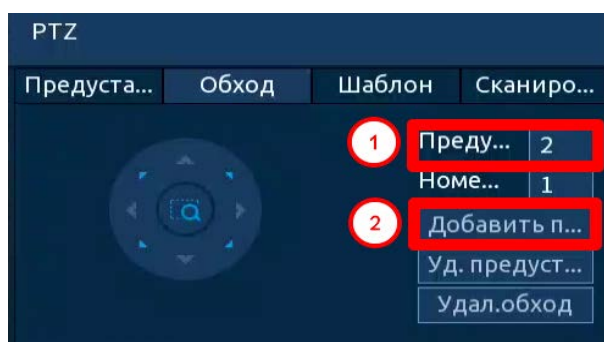 PTZ
Предуста... Обход Шаблон Сканиро...
1 Преду... 2
Номе... 1
2 Добавить п...
Уд. предуст...
Удал.обход